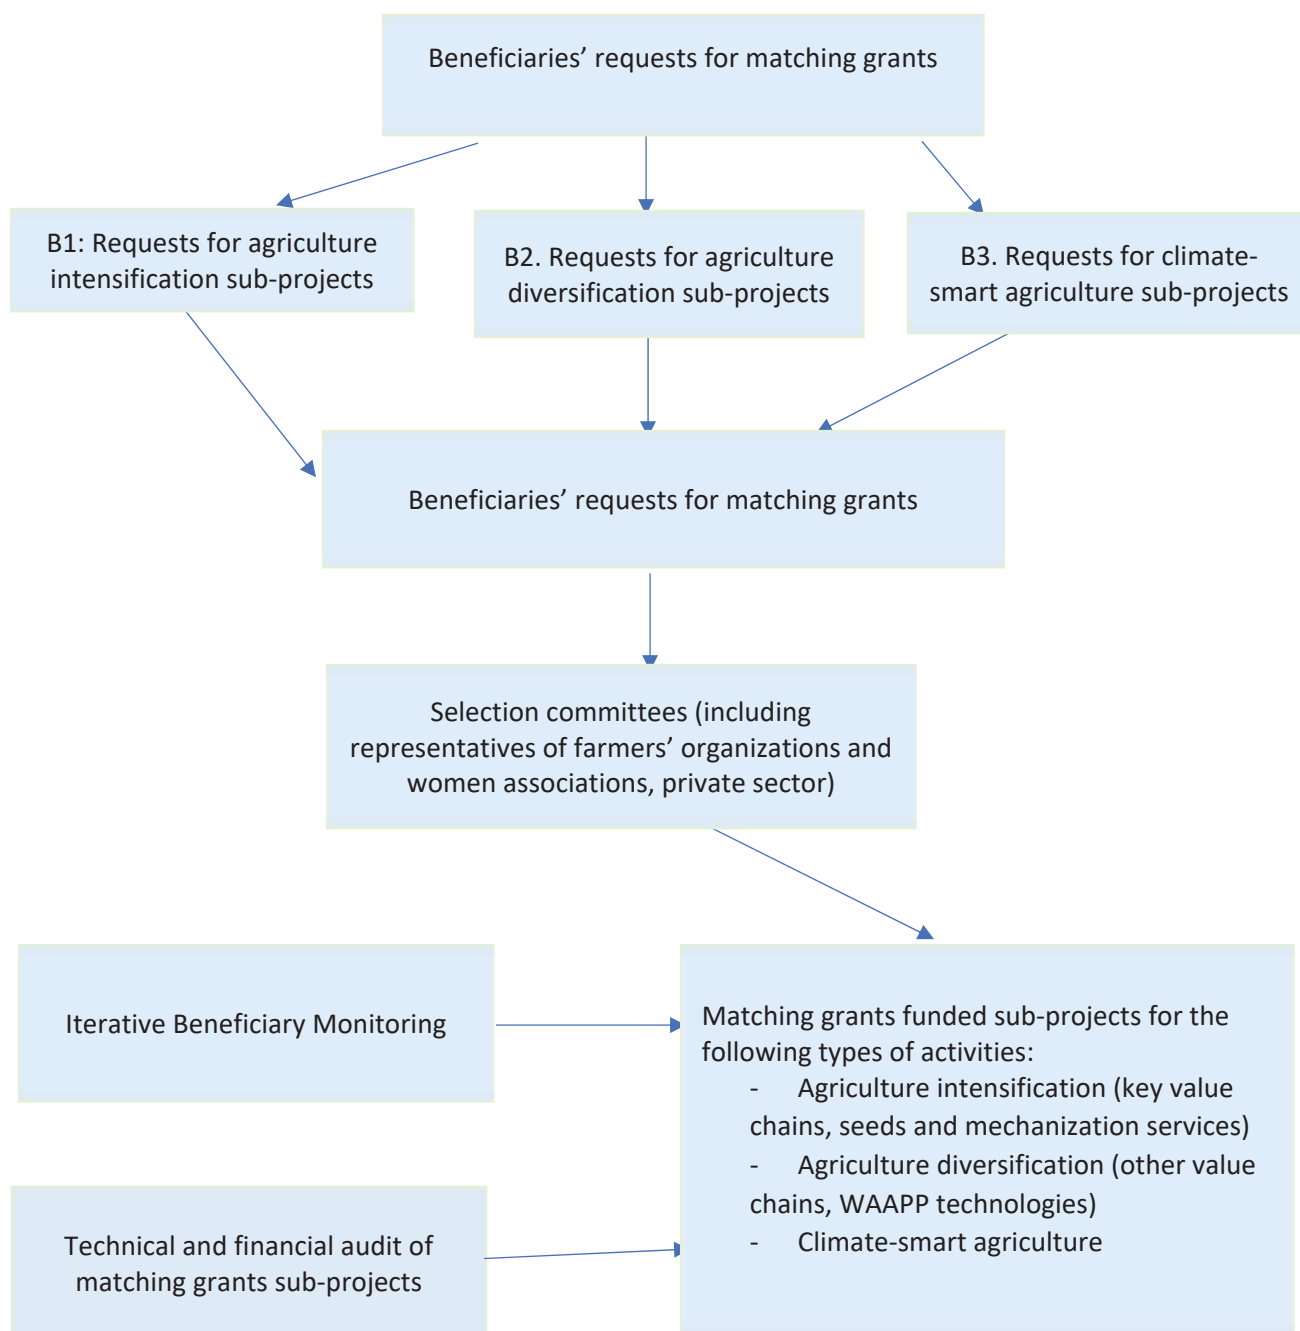 Beneficiaries’ requests for matching grants
B1: Requests for agriculture
intensification sub-projects
B2. Requests for agriculture
diversification sub-projects
B3. Requests for climate-
smart agriculture sub-projects
Beneficiaries’ requests for matching grants
Selection committees (including
representatives of farmers’ organizations and
women associations, private sector)
Iterative Beneficiary Monitoring
Matching grants funded sub-projects for the
following types of activities:
- Agriculture intensification (key value
chains, seeds and mechanization services)
- Agriculture diversification (other value
chains, WAAPP technologies)
- Climate-smart agriculture
Technical and financial audit of
matching grants sub-projects